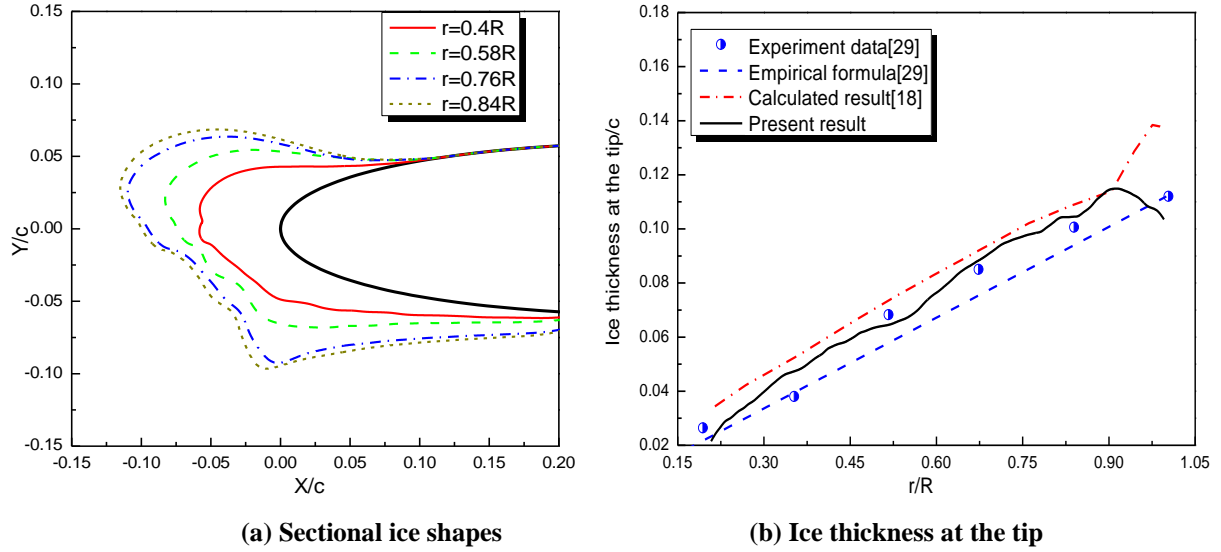 0.15
0.10
0.05
0.00
-0.05
-0.10
-0.15
Y/c
-0.15 -0.10 -0.05 0.00 0.05 0.10 0.15 0.20
X/c
r=0.4R
r=0.58R
r=0.76R
r=0.84R
(a) Sectional ice shapes
0.18
0.16
0.14
0.12
0.10
0.08
0.06
0.04
0.02
Ice thickness at the tip/c
0.15 0.30 0.45 0.60 0.75 0.90 1.05
r/R
Experiment data[29]
Empirical formula[29]
Calculated result[18]
Present result
(b) Ice thickness at the tip